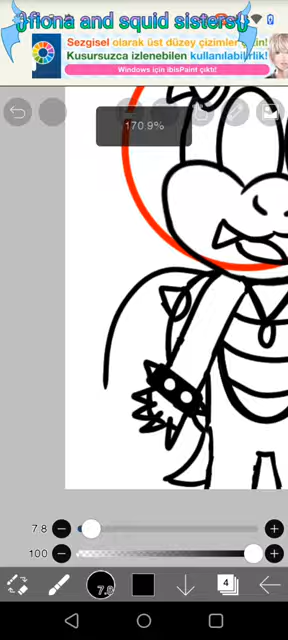 {}fiona and squid sisters{}
Sezgisel olarak üst düzey çizimler için!
Kusursuzca izlenebilen kullanılabilirlik!
Windows için ibisPaint çıktı!
170.9%
7.8
100
7.8
4